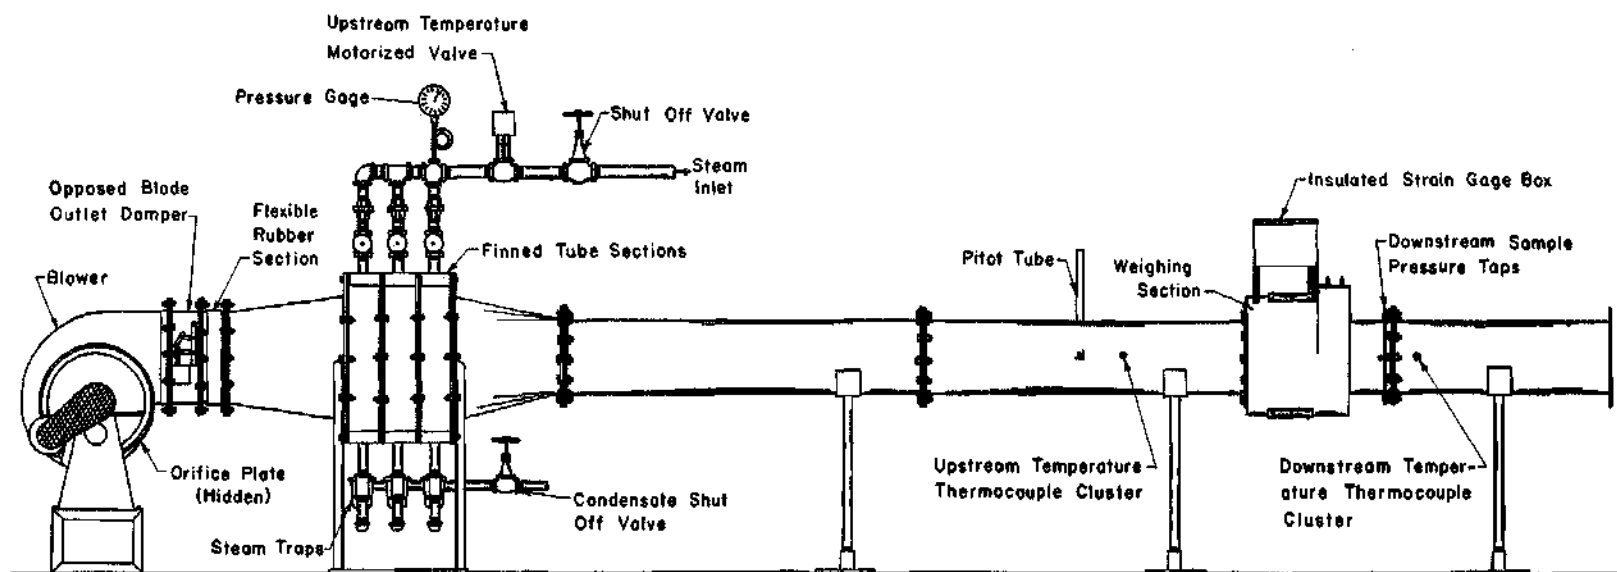 Upstream Temperature
Motorized Valve
Pressure Gage
Shut Off Valve
Steam
Inlet
Opposed Blade
Outlet Damper
Flexible
Rubber
Section
Blower
Finned Tube Sections
Pitot Tube
Weighing
Section
Insulated Strain Gage Box
Downstream Sample
Pressure Taps
Orifice Plate
(Hidden)
Steam Traps
Condensate Shut
Off Valve
Upstream Temperature
Thermocouple Cluster
Downstream Temper-
ature Thermocouple
Cluster